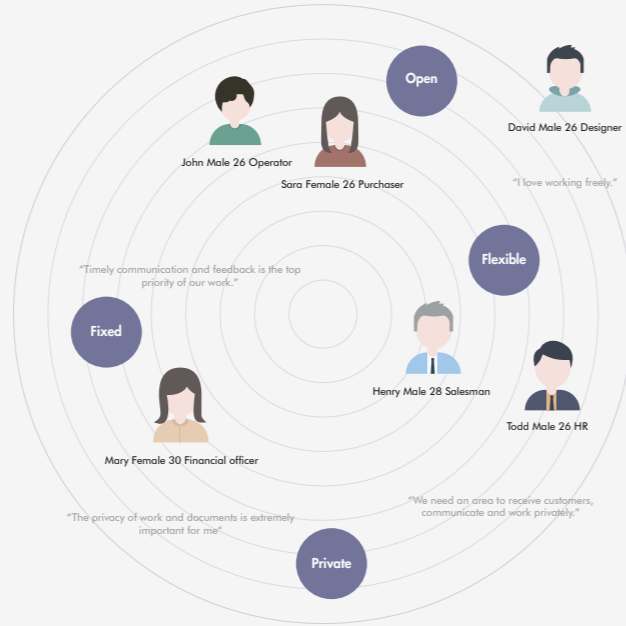 Open
David Male 26 Designer
John Male 26 Operator
Sara Female 26 Purchaser
“I love working freely.”
Flexible
“Timely communication and feedback is the top
priority of our work.”
Fixed
Henry Male 28 Salesman
Todd Male 26 HR
Mary Female 30 Financial officer
“We need an area to receive customers,
communicate and work privately.”
“The privacy of work and documents is extremely
important for me”
Private